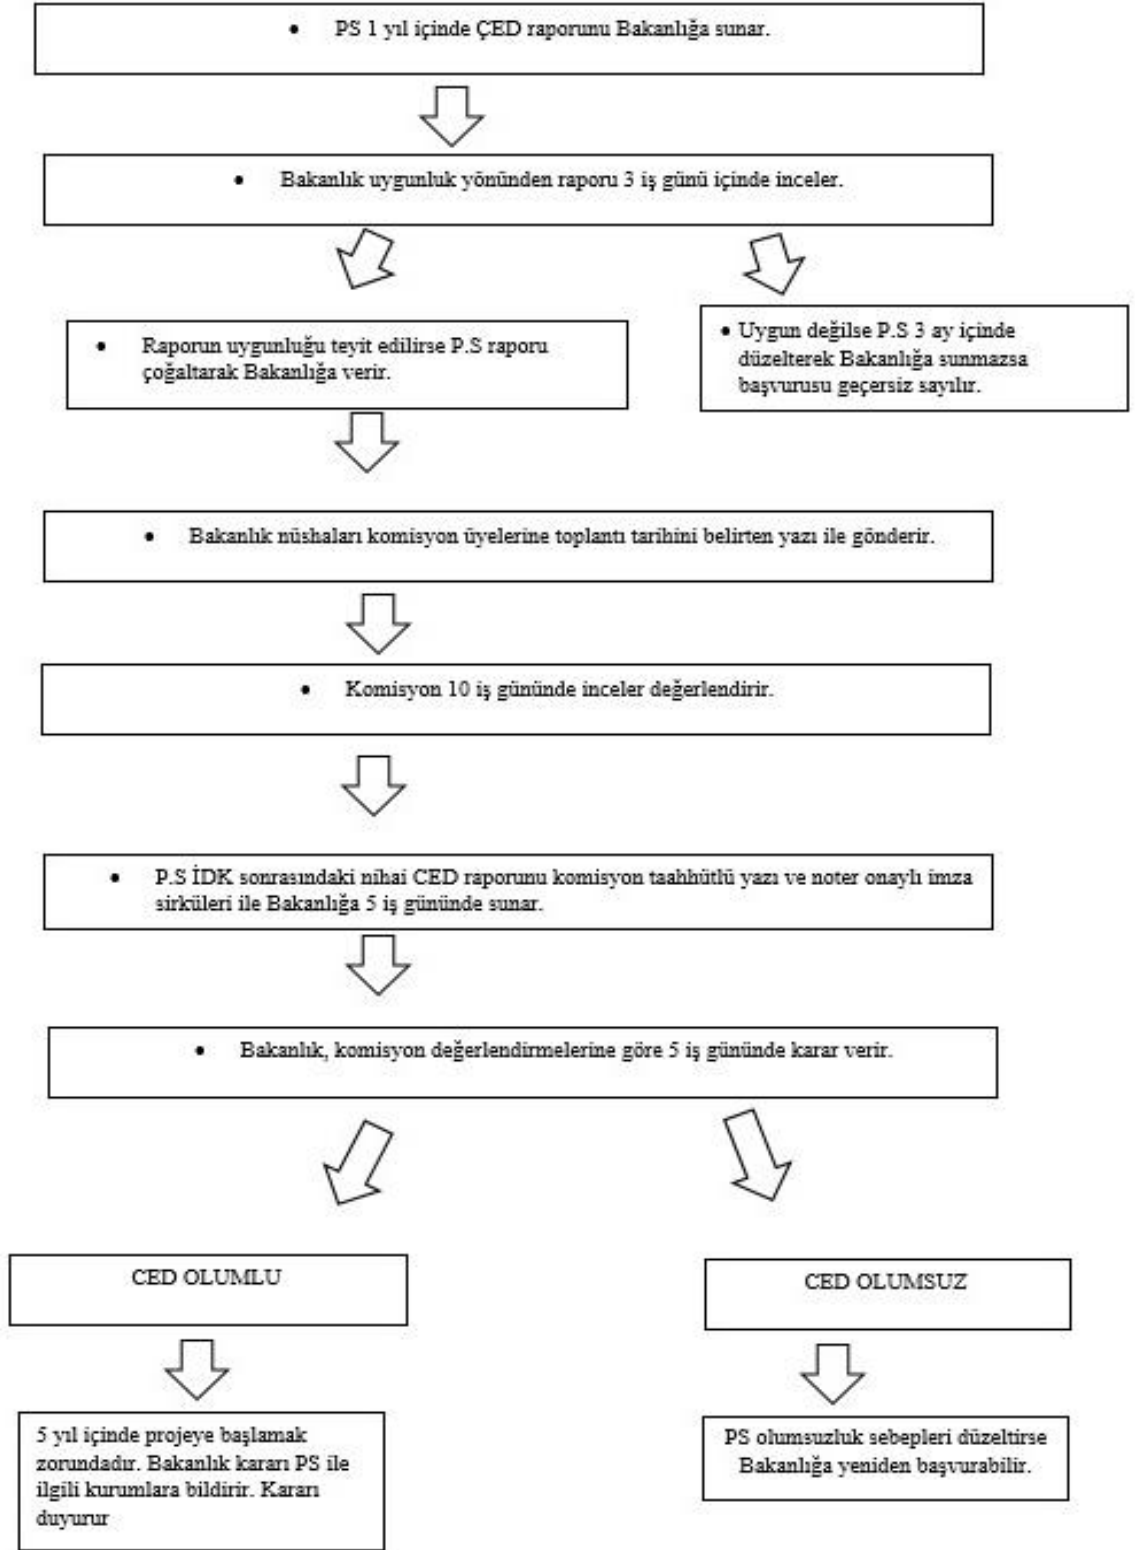 • PS 1 yıl içinde ÇED raporunu Bakanlığa sunar.
• Bakanlık uygunluk yönünden raporu 3 iş günü içinde inceler.
• Raporun uygunluğu teyit edilirse P.S raporu
çoğaltarak Bakanlığa verir.
• Uygun değilse P.S 3 ay içinde
düzelterek Bakanlığa sunmazsa
başvurusu geçersiz sayılır.
• Bakanlık nüshaları komisyon üyelerine toplantı tarihini belirten yazı ile gönderir.
• Komisyon 10 iş gününde inceler değerlendirir.
• P.S İDK sonrasındaki nihai CED raporunu komisyon taahhütlü yazı ve noter onaylı imza
sirküleri ile Bakanlığa 5 iş gününde sunar.
• Bakanlık, komisyon değerlendirmelerine göre 5 iş gününde karar verir.
CED OLUMLU
CED OLUMSUZ
5 yıl içinde projeye başlamak
zorundadır. Bakanlık kararı PS ile
ilgili kurumlara bildirir. Kararı
duyurur
PS olumsuzluk sebepleri düzeltirse
Bakanlığa yeniden başvurabilir.